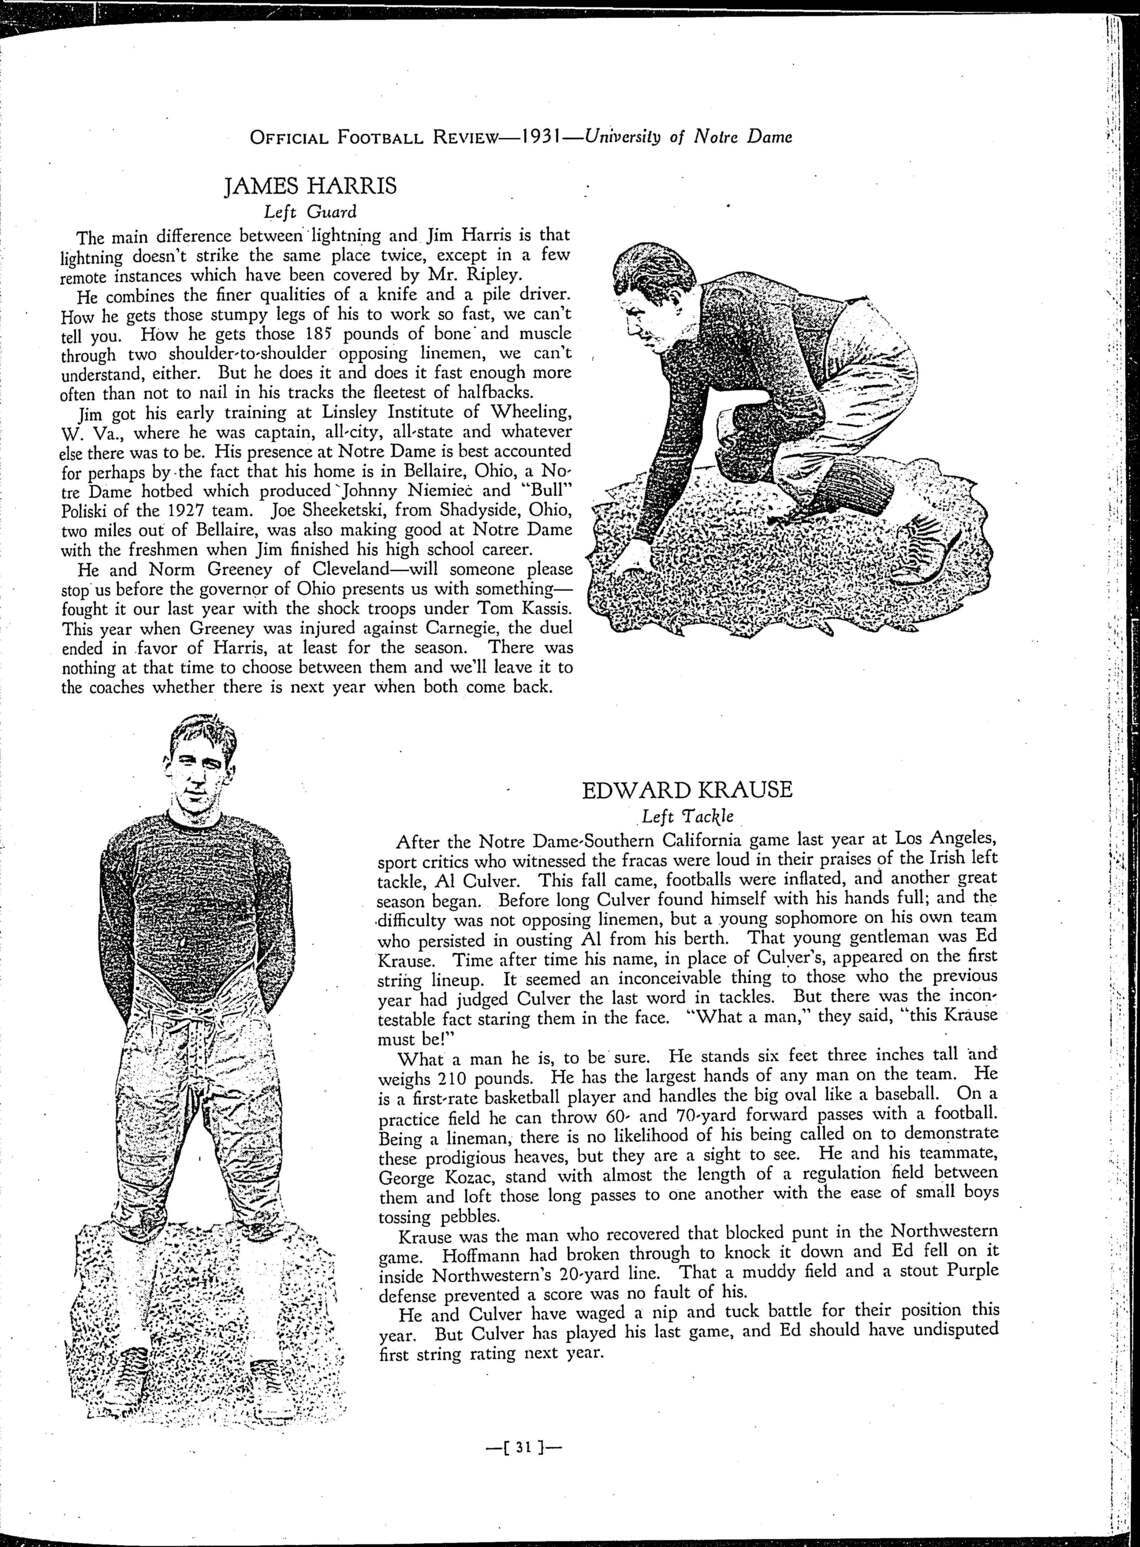 OFFICIAL FOOTBALL REVIEW—1931—University of Notre Dame
JAMES HARRIS
Left Guard
The main difference between lightning and Jim Harris is that
lightning doesn't strike the same place twice, except in a few
remote instances which have been covered by Mr. Ripley.
He combines the finer qualities of a knife and a pile driver.
How he gets those stumpy legs of his to work so fast, we can't
tell you. How he gets those 185 pounds of bone and muscle
through two shoulder-to-shoulder opposing linemen, we can't
understand, either. But he does it and does it fast enough more
often than not to nail in his tracks the fleetest of halfbacks.
Jim got his early training at Linsley Institute of Wheeling,
W. Va., where he was captain, all-city, all-state and whatever
else there was to be. His presence at Notre Dame is best accounted
for perhaps by the fact that his home is in Bellaire, Ohio, a No-
tre Dame hotbed which produced Johnny Niemiec and "Bull"
Poliski of the 1927 team. Joe Sheeketski, from Shadyside, Ohio,
two miles out of Bellaire, was also making good at Notre Dame
with the freshmen when Jim finished his high school career.
He and Norm Greeney of Cleveland—will someone please
stop us before the governor of Ohio presents us with something—
fought it our last year with the shock troops under Tom Kassis.
This year when Greeney was injured against Carnegie, the duel
ended in favor of Harris, at least for the season. There was
nothing at that time to choose between them and we'll leave it to
the coaches whether there is next year when both come back.
EDWARD KRAUSE
Left Tackle
After the Notre Dame-Southern California game last year at Los Angeles,
sport critics who witnessed the fracas were loud in their praises of the Irish left
tackle, Al Culver. This fall came, footballs were inflated, and another great
season began. Before long Culver found himself with his hands full; and the
difficulty was not opposing linemen, but a young sophomore on his own team
who persisted in ousting Al from his berth. That young gentleman was Ed
Krause. Time after time his name, in place of Culver's, appeared on the first
string lineup. It seemed an inconceivable thing to those who the previous
year had judged Culver the last word in tackles. But there was the incon-
testable fact staring them in the face. "What a man," they said, "this Krause
must be!"
What a man he is, to be sure. He stands six feet three inches tall and
weighs 210 pounds. He has the largest hands of any man on the team. He
is a first-rate basketball player and handles the big oval like a baseball. On a
practice field he can throw 60- and 70-yard forward passes with a football.
Being a lineman, there is no likelihood of his being called on to demonstrate
these prodigious heaves, but they are a sight to see. He and his teammate,
George Kozac, stand with almost the length of a regulation field between
them and loft those long passes to one another with the ease of small boys
tossing pebbles.
Krause was the man who recovered that blocked punt in the Northwestern
game. Hoffmann had broken through to knock it down and Ed fell on it
inside Northwestern's 20-yard line. That a muddy field and a stout Purple
defense prevented a score was no fault of his.
He and Culver have waged a nip and tuck battle for their position this
year. But Culver has played his last game, and Ed should have undisputed
first string rating next year.
—[ 31 ]—